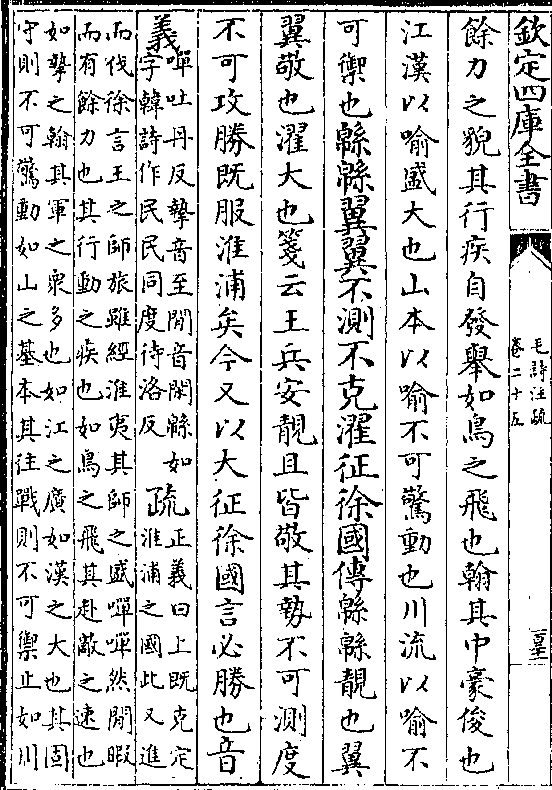 欽定四庫全書
毛詩注疏
卷二十五
餘力之貌其行疾自發舉如鳥之飛也翰其中豪俊也
江漢以喻盛大也山本以喻不可驚動也川流以喻不
可禦也緜緜翼翼不測不克濯征徐國傳緜緜靚也翼
翼敬也濯大也箋云王兵安靚且皆敬其勢不可測度
不可攻勝既服淮浦矣今又以大征徐國言必勝也音
義嘽吐丹反摯音至閒音閑緜如
字韓詩作民民同度待洛反
疏正義曰上既克定
淮浦之國此又進
而伐徐言王之師旅雖經淮夷其師之盛嘽嘽然閒暇
而有餘力也其行動之疾也如鳥之飛其赴敵之速也
如摯之翰其軍之衆多也如江之廣如漢之大也其固
守則不可驚動如山之基本其往戰則不可禦止如川